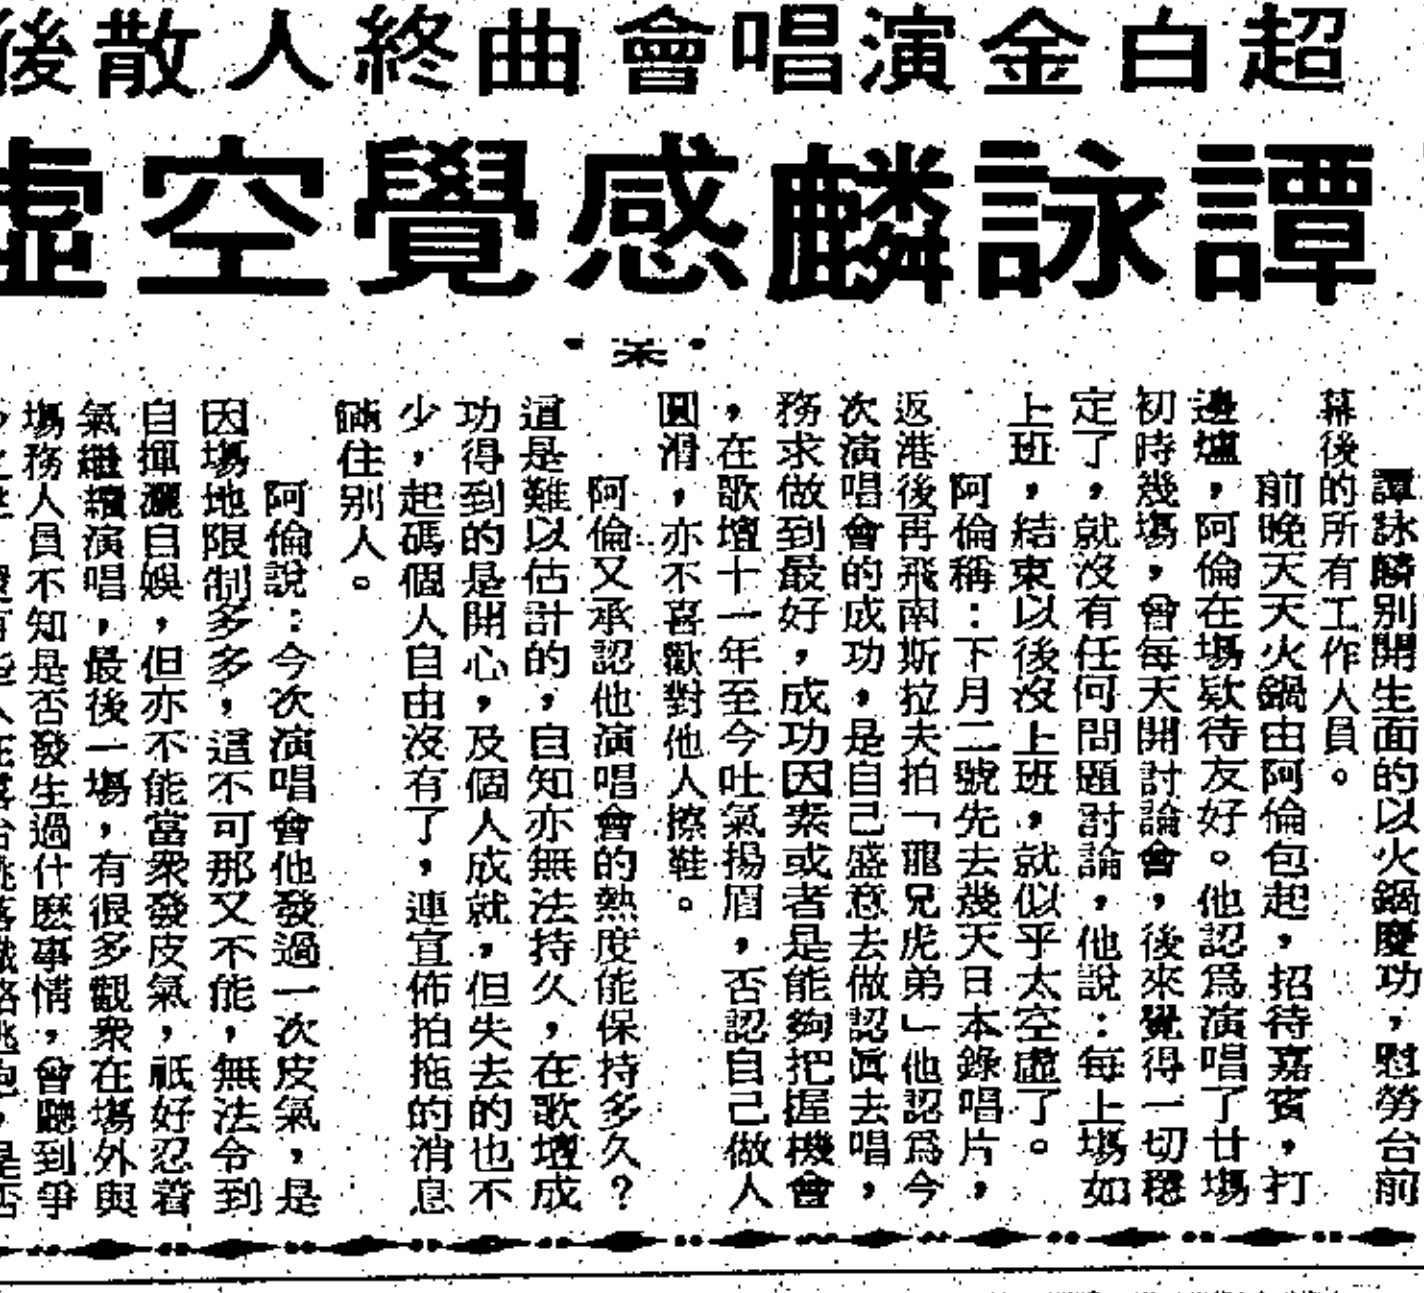 超白金演唱會曲終人散後
譚詠麟感覺空虛
•柔•
譚詠麟別開生面的以火鍋慶功，慰勞台前
幕後的所有工作人員。
前晚天天火鍋由阿倫包起，招待嘉賓，打
邊爐，阿倫在場欵待友好。他認爲演唱了廿場
初時幾場，會每天開討論會，後來覺得一切穩
定了，就沒有任何問題討論，他說：每上場如
上班，結束以後沒上班，就似乎太空虛了。
阿倫稱：下月二號先去幾天日本錄唱片，
返港後再飛南斯拉夫拍「龍兄虎弟」他認爲今
次演唱會的成功，是自己盛意去做認眞去唱，
務求做到最好，成功因素或者是能夠把握機會
，在歌壇十一年至今吐氣揚眉，否認自己做人
圓滑，亦不喜歡對他人擦鞋。
阿倫又承認他演唱會的熱度能保持多久？
這是難以估計的，自知亦無法持久，在歌壇成
功得到的是開心，及個人成就，但失去的也不
少，起碼個人自由沒有了，連宣佈拍拖的消息
瞞住別人。
阿倫說：今次演唱會他發過一次皮氣，是
因場地限制多多，這不可那又不能，無法令到
自揮灑自娛，但亦不能當衆發皮氣，祇好忍着
氣繼續演唱，最後一場，有很多觀衆在場外與
場務人員不知是否發生過什麽事情，會聽到爭